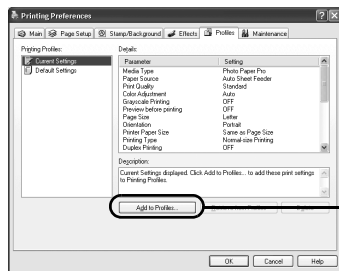 Printing Preferences
Main Page Setup Stamp/Background Effects Profiles Maintenance
Printing Profiles:
Current Settings
Default Settings
Details:
Parameter Setting
Media Type Photo Paper Pro
Paper Source Auto Sheet Feeder
Print Quality Standard
Color Adjustment Auto
Grayscale Printing OFF
Preview before printing OFF
Page Size Letter
Orientation Portrait
Printer Paper Size Same as Page Size
Printing Type Normal-size Printing
Duplex Printing OFF
Description:
Current Settings displayed. Click Add to Profiles... to add these print settings
to Printing Profiles.
Add to Profiles...
OK Cancel Help